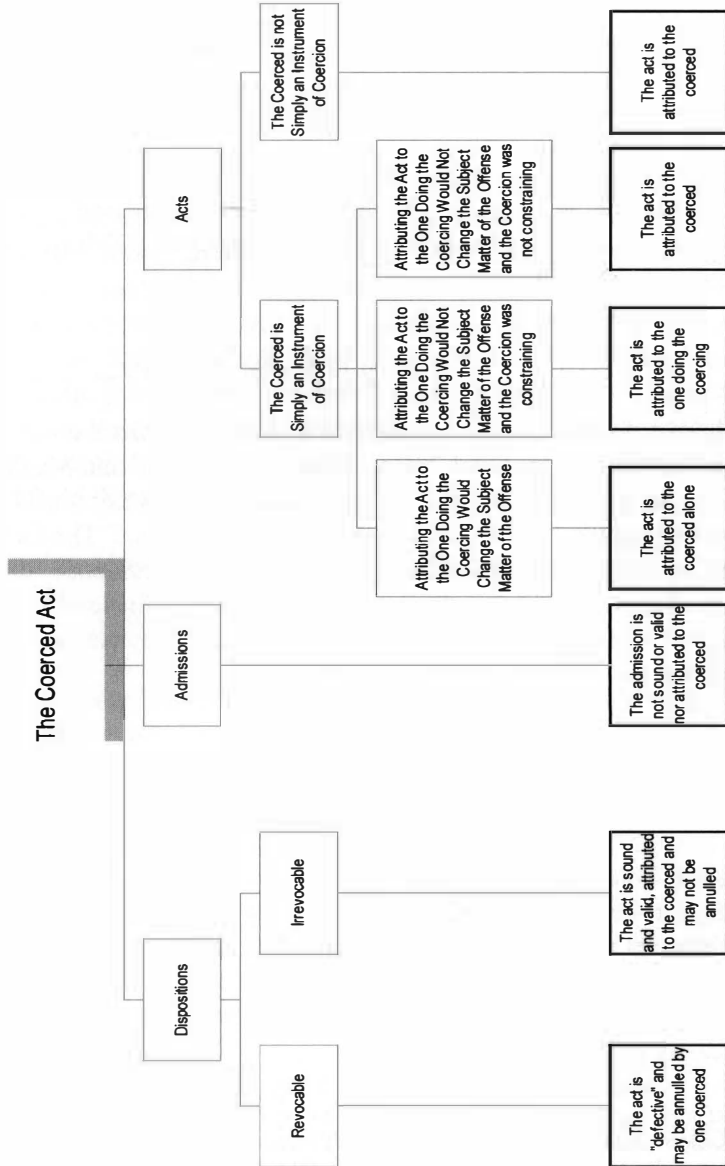 The Coerced Act
Dispositions
Admissions
Acts
Revocable
Irrevocable
The Coerced is
Simply an Instrument
of Coercion
The Coerced is not
Simply an Instrument
of Coercion
Attributing the Act to
the One Doing the
Coercing Would
Change the Subject
Matter of the Offense
Attributing the Act to
the One Doing the
Coercing Would Not
Change the Subject
Matter of the Offense
and the Coercion was
constraining
Attributing the Act to
the One Doing the
Coercing Would Not
Change the Subject
Matter of the Offense
and the Coercion was
not constraining
The act is
"defective" and
may be annulled by
one coerced
The act is sound
and valid, attributed
to the coerced and
may not be
annulled
The admission is
not sound or valid
nor attributed to the
coerced
The act is
attributed to the
coerced alone
The act is
attributed to the
one doing the
coercing
The act is
attributed to the
coerced
The act is
attributed to the
coerced